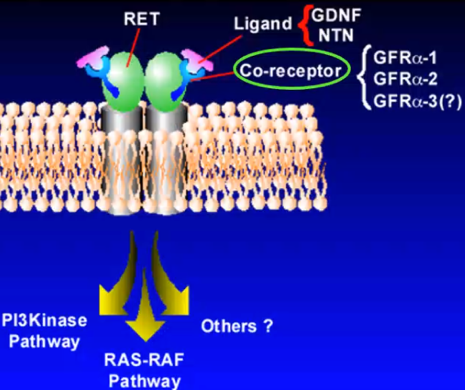 RET
Ligand
GDNF
NTN
Co-receptor
GFRα-1
GFRα-2
GFRα-3(?)
PI3Kinase
Pathway
Others ?
RAS-RAF
Pathway